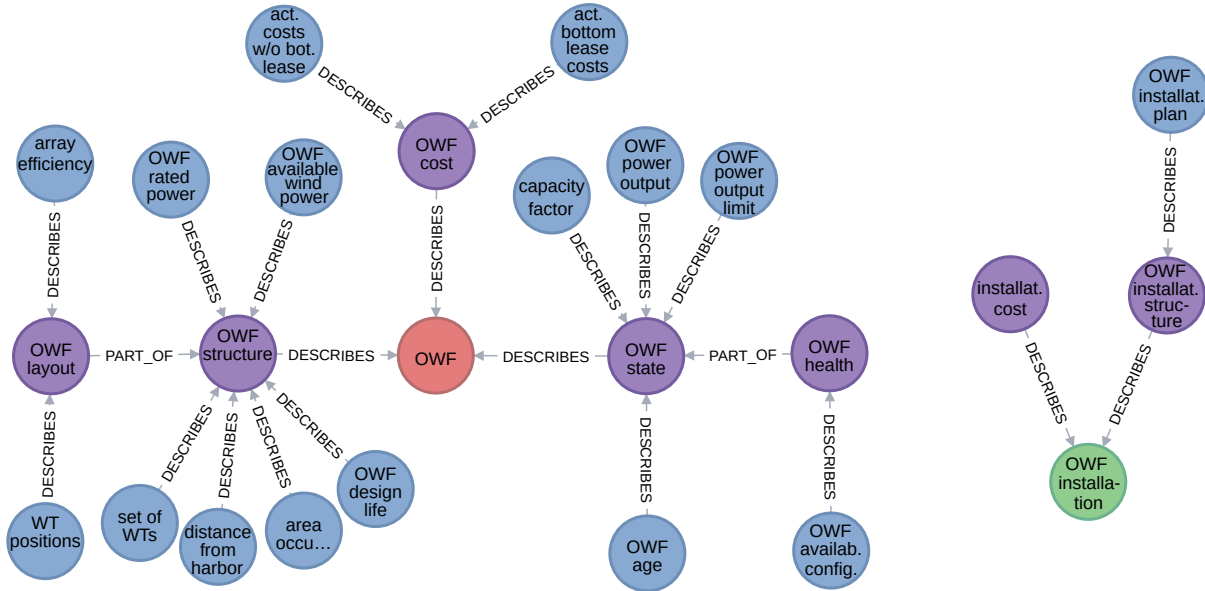 act.
costs
w/o bot.
lease
act.
bottom
lease
costs
DESCRIBES
DESCRIBES
OWF
installat.
plan
array
efficiency
OWF
rated
power
OWF
available
wind
power
OWF
cost
capacity
factor
OWF
power
output
OWF
power
output
limit
DESCRIBES
DESCRIBES
DESCRIBES
DESCRIBES
DESCRIBES
DESCRIBES
DESCRIBES
DESCRIBES
installat.
cost
OWF
installat.
struc-
ture
OWF
layout
PART_OF
OWF
structure
DESCRIBES
OWF
DESCRIBES
OWF
state
PART_OF
OWF
health
DESCRIBES
DESCRIBES
DESCRIBES
DESCRIBES
DESCRIBES
DESCRIBES
DESCRIBES
DESCRIBES
DESCRIBES
OWF
installa-
tion
WT
positions
set of
WTs
distance
from
harbor
area
occu…
OWF
design
life
OWF
age
OWF
availab.
config.